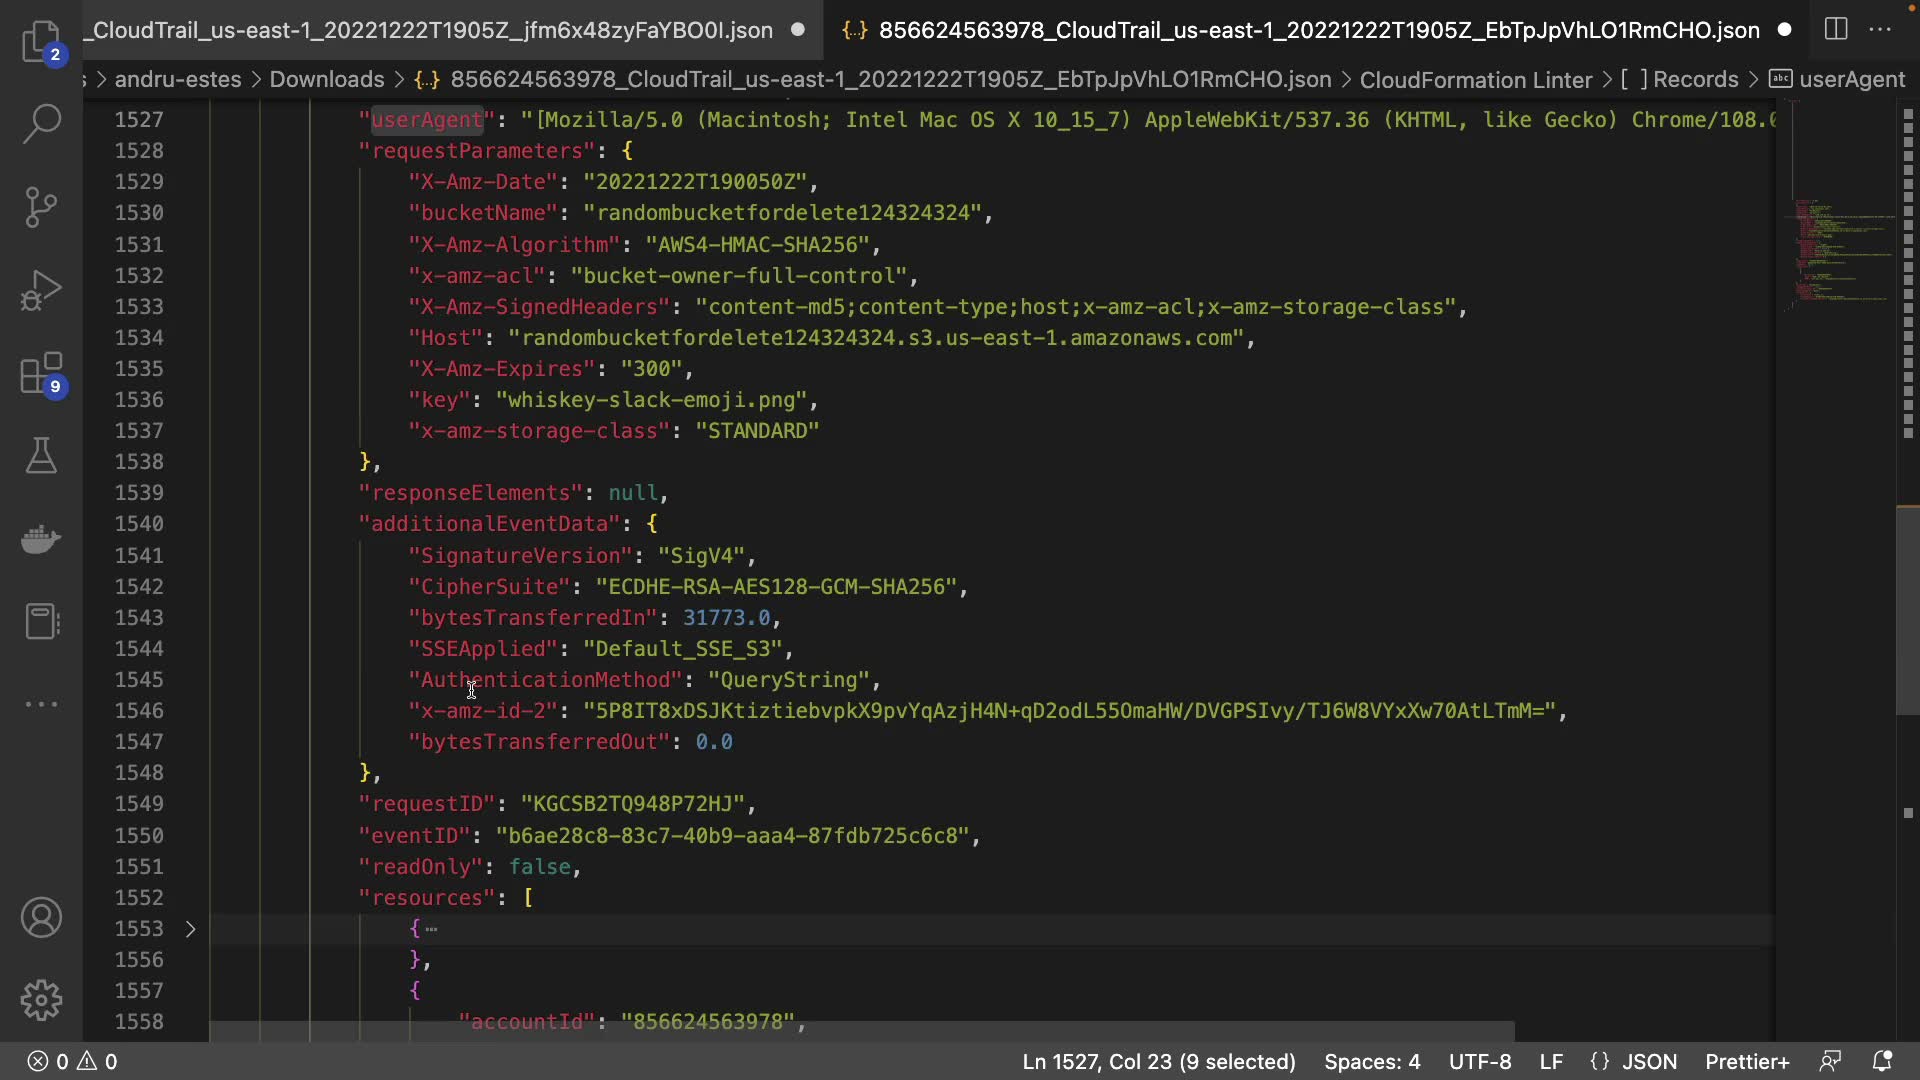 _CloudTrail_us-east-1_20221222T1905Z_jfm6x48zyFaYBO0I.json
{..} 856624563978_CloudTrail_us-east-1_20221222T1905Z_EbTpJpVhLO1RmCHO.json
s > andru-estes > Downloads > {..} 856624563978_CloudTrail_us-east-1_20221222T1905Z_EbTpJpVhLO1RmCHO.json > CloudFormation Linter > [ ] Records > abc userAgent
1527 "userAgent": "[Mozilla/5.0 (Macintosh; Intel Mac OS X 10_15_7) AppleWebKit/537.36 (KHTML, like Gecko) Chrome/108.0
1528 "requestParameters": {
1529 "X-Amz-Date": "20221222T190050Z",
1530 "bucketName": "randombucketfordelete124324324",
1531 "X-Amz-Algorithm": "AWS4-HMAC-SHA256",
1532 "x-amz-acl": "bucket-owner-full-control",
1533 "X-Amz-SignedHeaders": "content-md5;content-type;host;x-amz-acl;x-amz-storage-class",
1534 "Host": "randombucketfordelete124324324.s3.us-east-1.amazonaws.com",
1535 "X-Amz-Expires": "300",
1536 "key": "whiskey-slack-emoji.png",
1537 "x-amz-storage-class": "STANDARD"
1538 },
1539 "responseElements": null,
1540 "additionalEventData": {
1541 "SignatureVersion": "SigV4",
1542 "CipherSuite": "ECDHE-RSA-AES128-GCM-SHA256",
1543 "bytesTransferredIn": 31773.0,
1544 "SSEApplied": "Default_SSE_S3",
1545 "AuthenticationMethod": "QueryString",
1546 "x-amz-id-2": "5P8IT8xDSJKtiztiebvpkX9pvYqAzjH4N+qD2odL55OmaHW/DVGPSIvy/TJ6W8VYxXw70AtLTmM=",
1547 "bytesTransferredOut": 0.0
1548 },
1549 "requestID": "KGCSB2TQ948P72HJ",
1550 "eventID": "b6ae28c8-83c7-40b9-aaa4-87fdb725c6c8",
1551 "readOnly": false,
1552 "resources": [
1553 > { ⋯
1556 },
1557 {
1558 "accountId": "856624563978",
2
9
0 0 Ln 1527, Col 23 (9 selected) Spaces: 4 UTF-8 LF {} JSON Prettier+